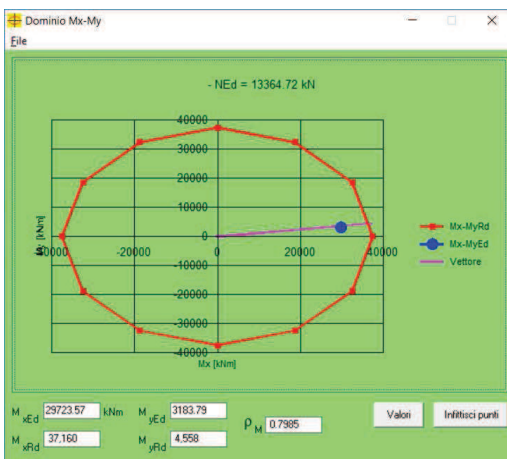 Dominio Mx-My
File
- NEd = 13364.72 kN
40000
30000
20000
10000
0
-10000
-20000
-30000
-40000
-20000
0
20000
40000
[kNm]
Mx [kNm]
Mx-MyRd
Mx-MyEd
Vettore
M xEd 29723.57 kNm M yEd 3183.79
ρ M 0.7985
Valori
Infittisci punti
M xRd 37,160 M yRd 4,558